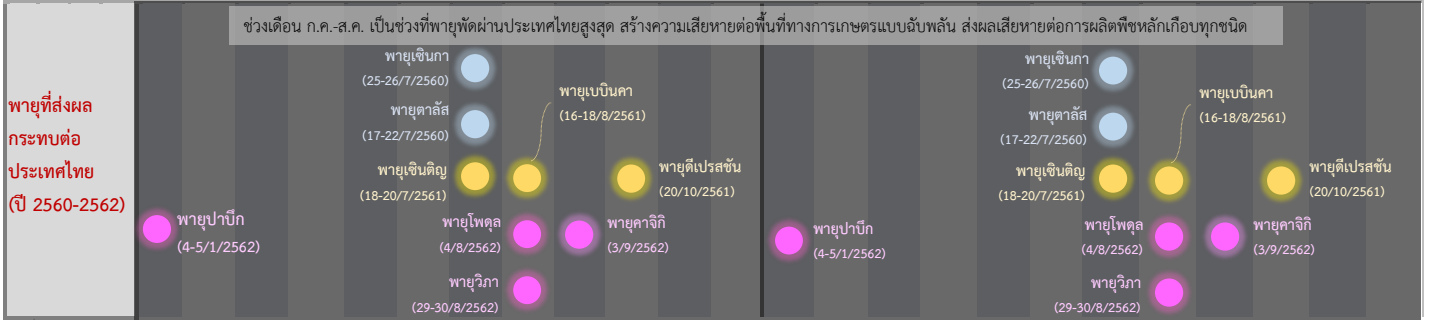 ช่วงเดือน ก.ค.-ส.ค. เป็นช่วงที่พายุพัดผ่านประเทศไทยสูงสุด สร้างความเสียหายต่อพื้นที่ทางการเกษตรแบบฉับพลัน ส่งผลเสียหายต่อการผลิตพืชหลักเกือบทุกชนิด
พายุที่ส่งผล
กระทบต่อ
ประเทศไทย
(ปี 2560-2562)
พายุเซินกา
(25-26/7/2560)
พายุตาลัส
(17-22/7/2560)
พายุเบบินคา
(16-18/8/2561)
พายุเซินติญ
(18-20/7/2561)
พายุดีเปรสชัน
(20/10/2561)
พายุปาบึก
(4-5/1/2562)
พายุโพดุล
(4/8/2562)
พายุคาจิกิ
(3/9/2562)
พายุวิภา
(29-30/8/2562)
พายุเซินกา
(25-26/7/2560)
พายุตาลัส
(17-22/7/2560)
พายุเบบินคา
(16-18/8/2561)
พายุเซินติญ
(18-20/7/2561)
พายุดีเปรสชัน
(20/10/2561)
พายุปาบึก
(4-5/1/2562)
พายุโพดุล
(4/8/2562)
พายุคาจิกิ
(3/9/2562)
พายุวิภา
(29-30/8/2562)